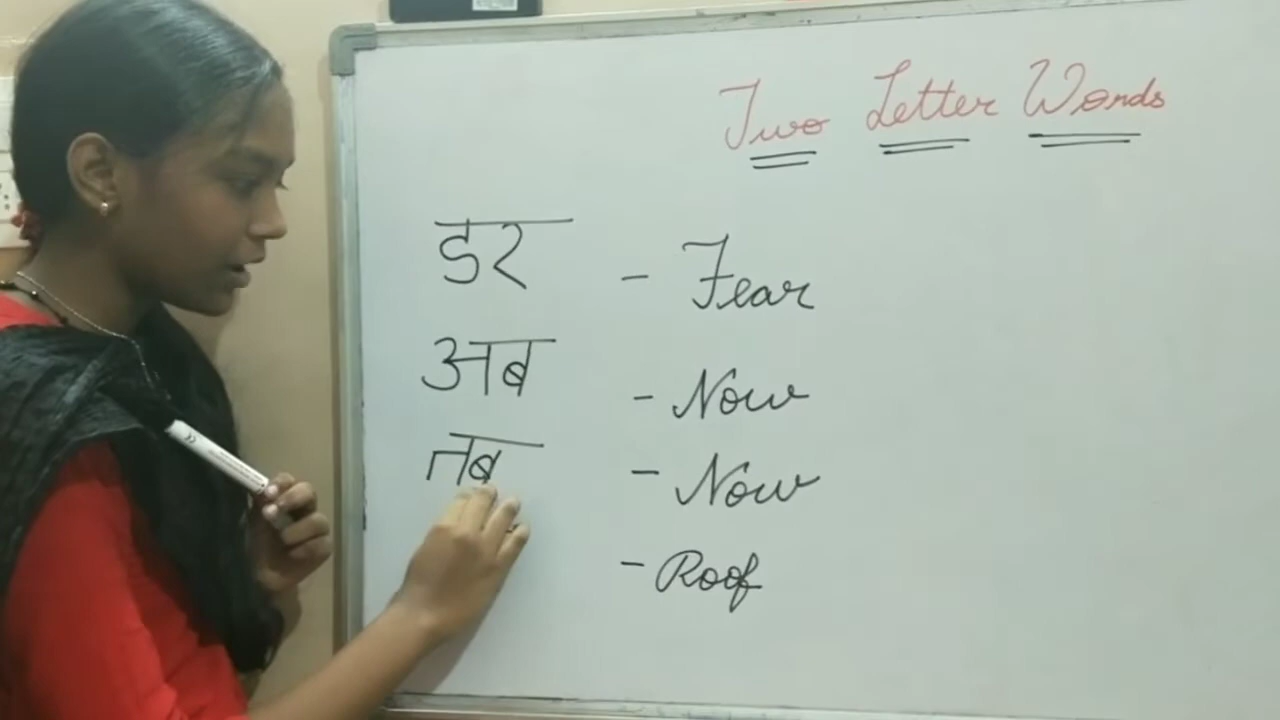 Two Letter Words
डर - Fear
अब - Now
तब - Now
- Roof